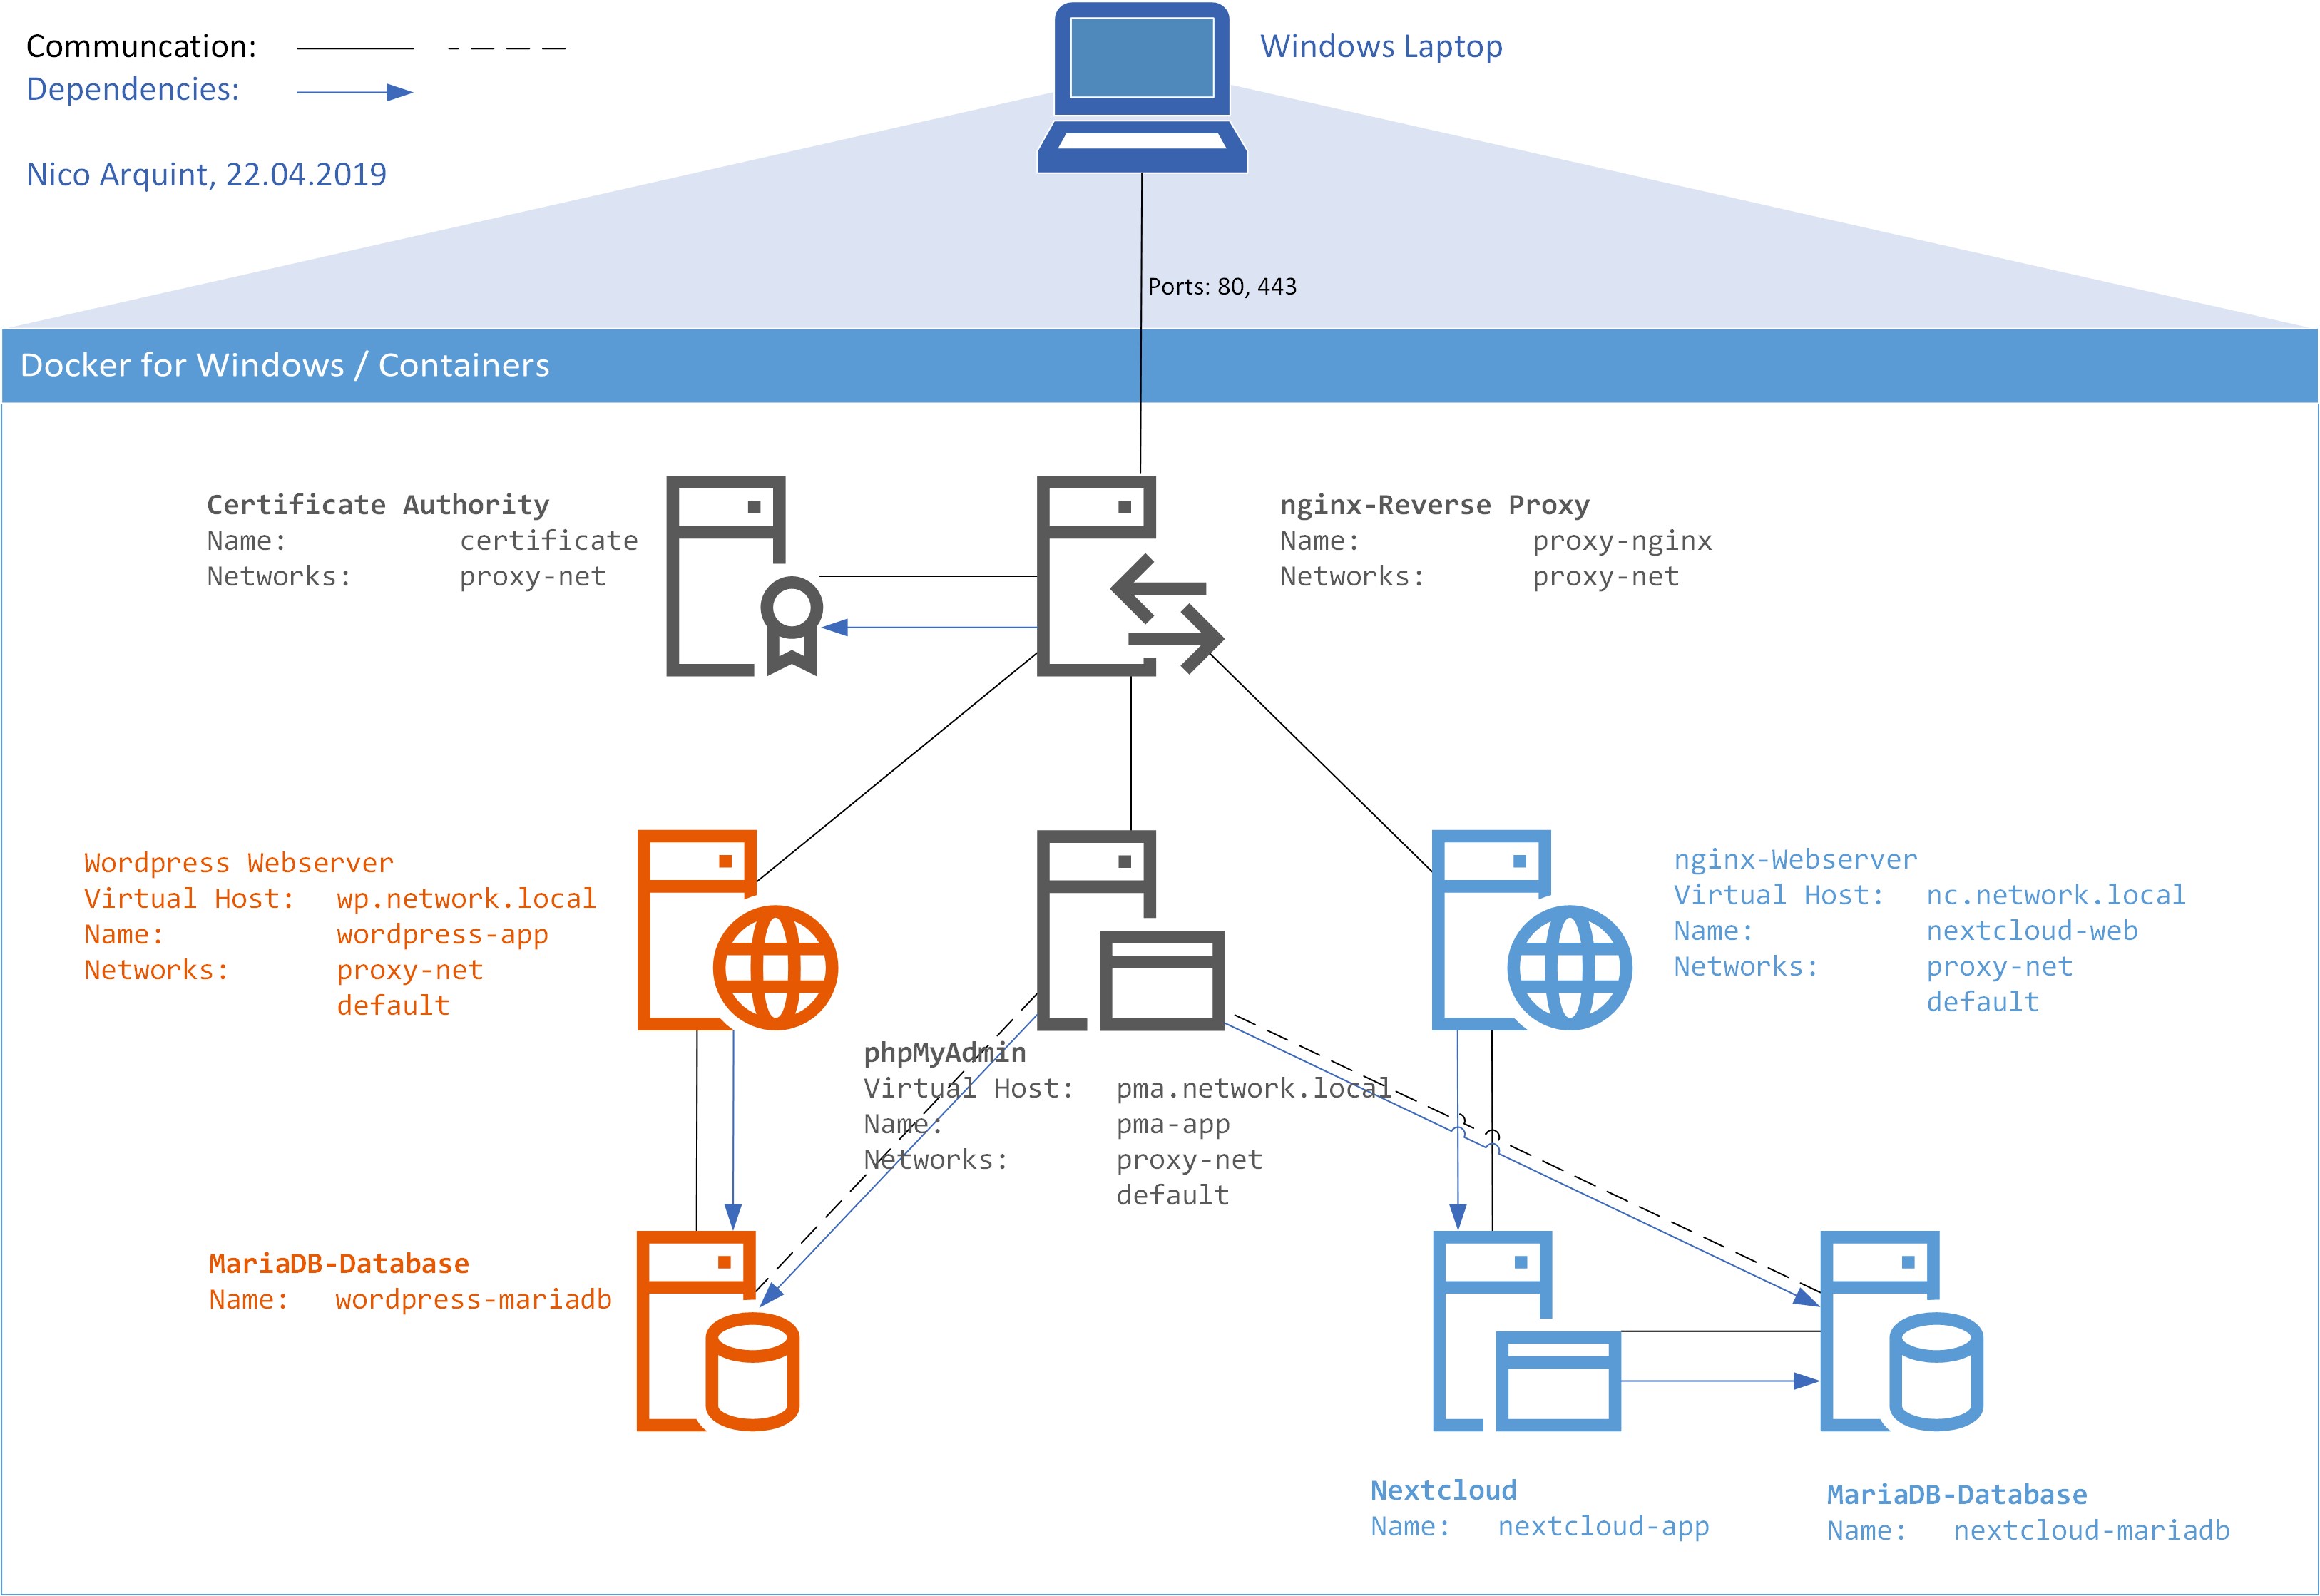 Communcation:
Dependencies:
Nico Arquint, 22.04.2019
Windows Laptop
Ports: 80, 443
Docker for Windows / Containers
Certificate Authority
Name: certificate
Networks: proxy-net
nginx-Reverse Proxy
Name: proxy-nginx
Networks: proxy-net
Wordpress Webserver
Virtual Host: wp.network.local
Name: wordpress-app
Networks: proxy-net
default
phpMyAdmin
Virtual Host: pma.network.local
Name: pma-app
Networks: proxy-net
default
nginx-Webserver
Virtual Host: nc.network.local
Name: nextcloud-web
Networks: proxy-net
default
MariaDB-Database
Name: wordpress-mariadb
Nextcloud
Name: nextcloud-app
MariaDB-Database
Name: nextcloud-mariadb